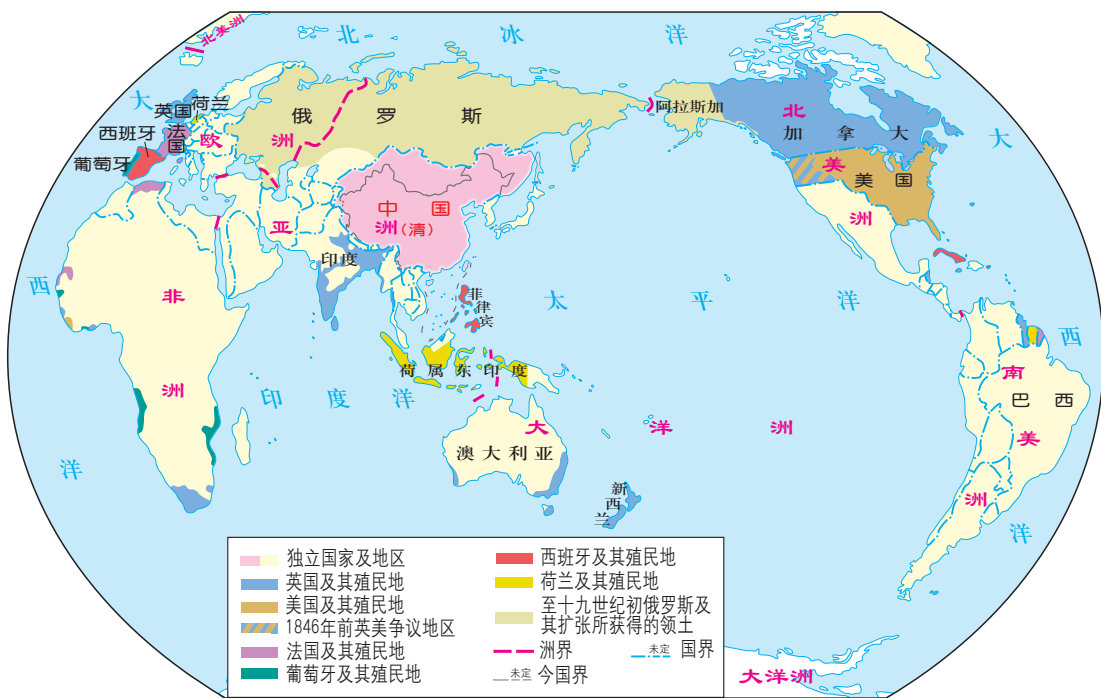 北美洲
北冰洋
大西洋
英国
荷兰
西班牙
法国
葡萄牙
欧洲
俄罗斯
阿拉斯加
北美洲
加拿大
美国
大西洋
亚洲
中国
（清）
印度
菲律宾
太平洋
非洲
荷属东印度
印度洋
大洋洲
澳大利亚
新西兰
南美洲
巴西
独立国家及地区
英国及其殖民地
美国及其殖民地
1846年前英美争议地区
法国及其殖民地
葡萄牙及其殖民地
西班牙及其殖民地
荷兰及其殖民地
至十九世纪初俄罗斯及
其扩张所获得的领土
洲界
未定 国界
未定 今国界
大洋洲